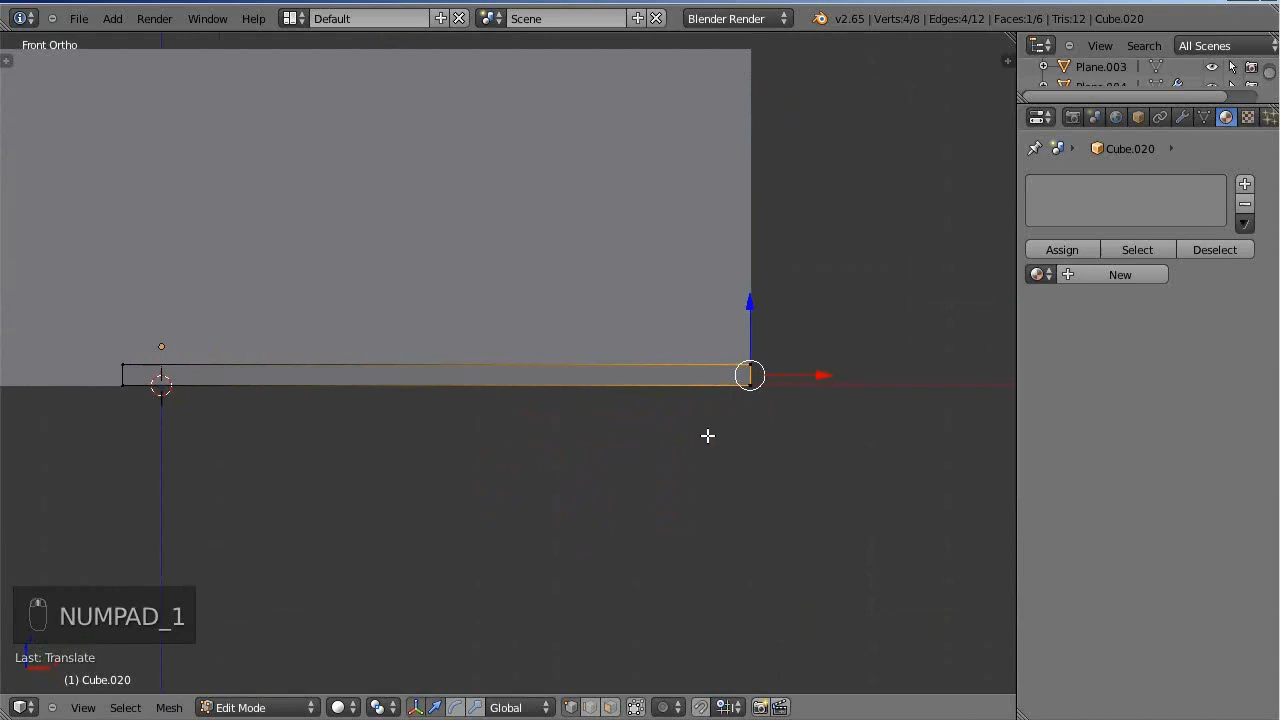 File Add Render Window Help Default Scene Blender Render v2.65 | Verts:4/8 | Edges:4/12 | Faces:1/6 | Tris:12 | Cube.020
Front Ortho
View Search All Scenes
Plane.003
Plane.004
Cube.020
Assign Select Deselect
New
NUMPAD_1
Last: Translate
(1) Cube.020
View Select Mesh Edit Mode Global